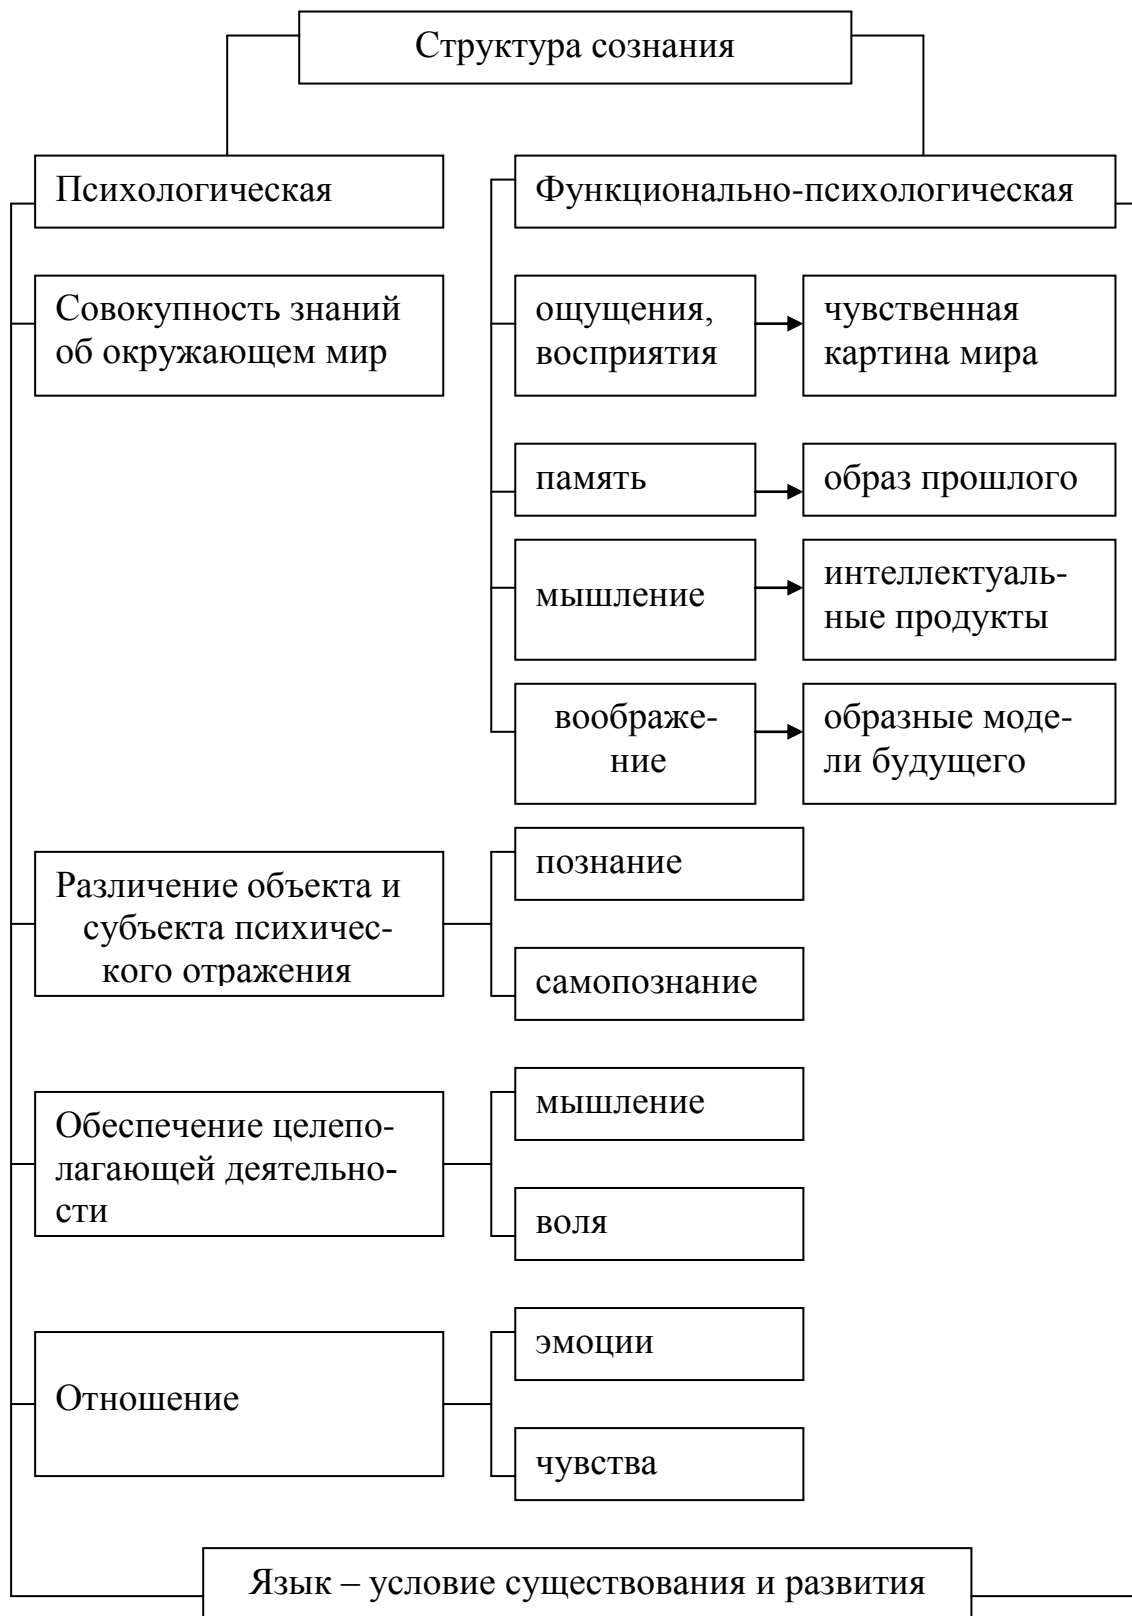 Структура сознания
Психологическая
Функционально-психологическая
Совокупность знаний
об окружающем мир
ощущения,
восприятия
чувственная
картина мира
память
образ прошлого
мышление
интеллектуаль-
ные продукты
воображе-
ние
образные моде-
ли будущего
Различение объекта и
субъекта психичес-
кого отражения
познание
самопознание
Обеспечение целепо-
лагающей деятельно-
сти
мышление
воля
Отношение
эмоции
чувства
Язык – условие существования и развития